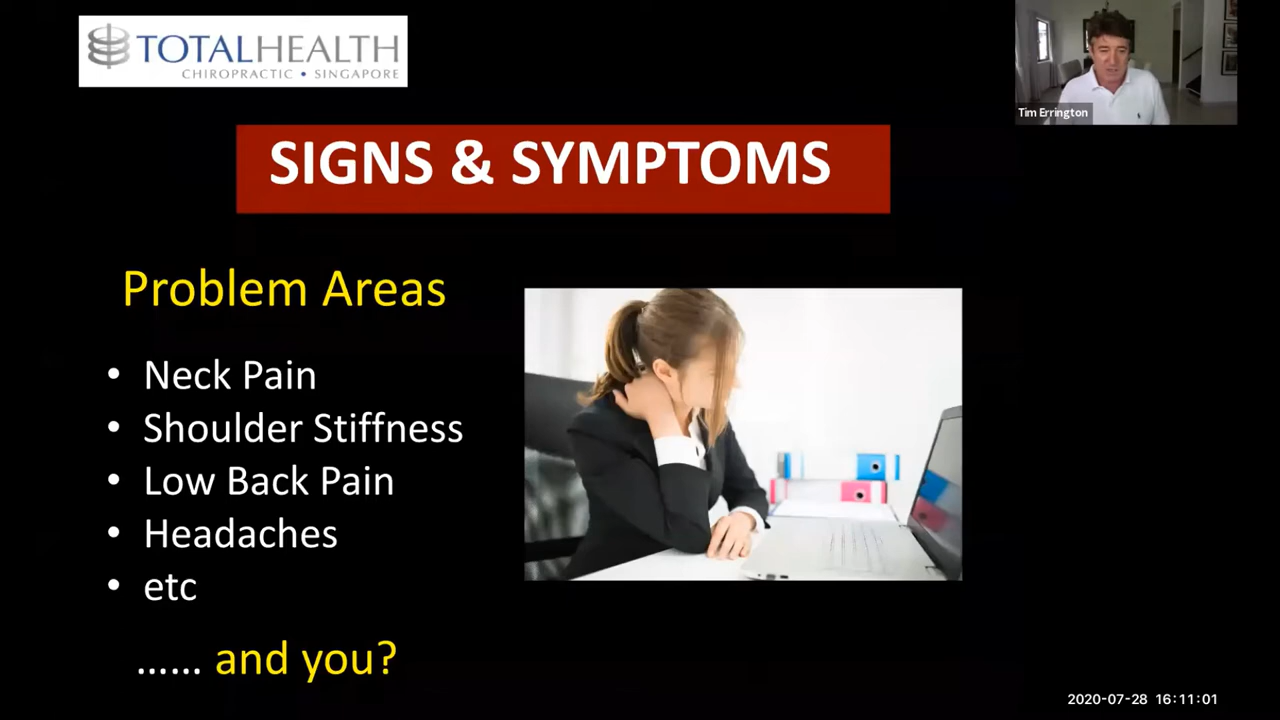 TOTALHEALTH
CHIROPRACTIC • SINGAPORE
Tim Errington
SIGNS & SYMPTOMS
Problem Areas
• Neck Pain
• Shoulder Stiffness
• Low Back Pain
• Headaches
• etc
...... and you?
2020-07-28 16:11:01